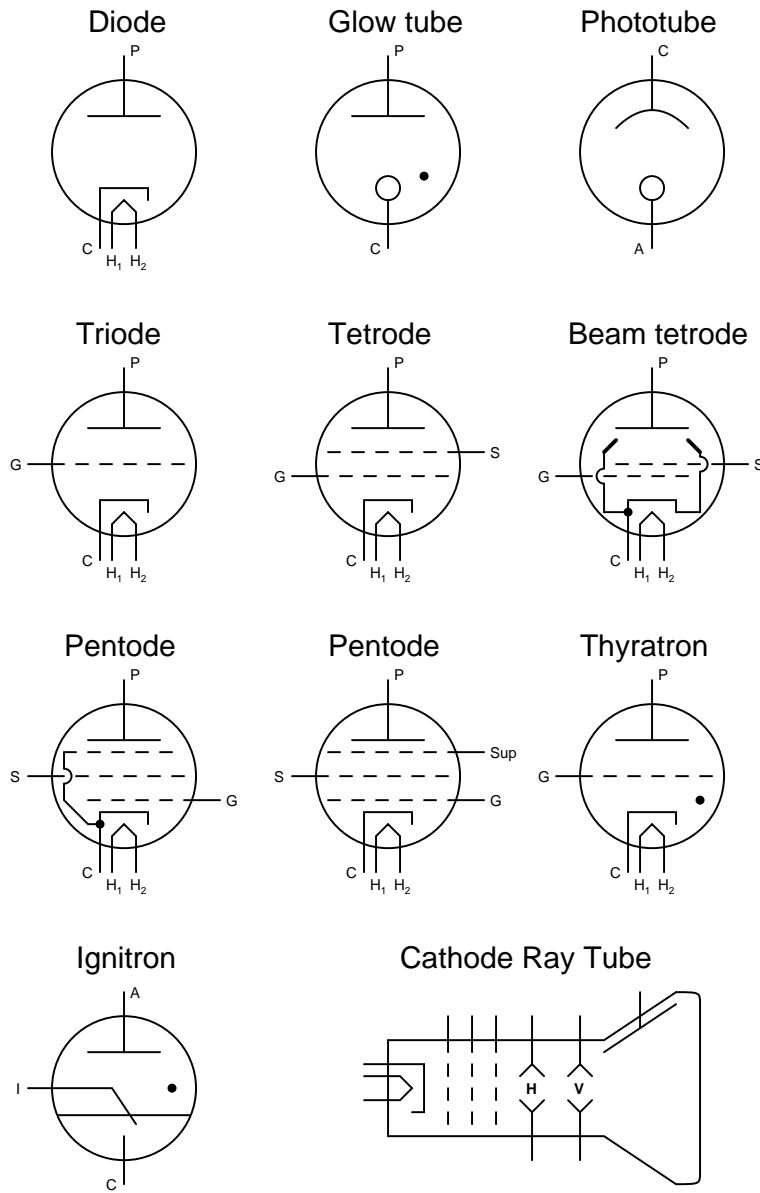 Diode
Glow tube
Phototube
P
P
C
C
H1
H2
C
A
Triode
Tetrode
Beam tetrode
P
P
P
G
G
S
G
S
C
H1
H2
C
H1
H2
C
H1
H2
Pentode
Pentode
Thyratron
P
P
P
S
G
S
Sup
G
G
C
H1
H2
C
H1
H2
C
H1
H2
Ignitron
Cathode Ray Tube
A
I
H
V
C